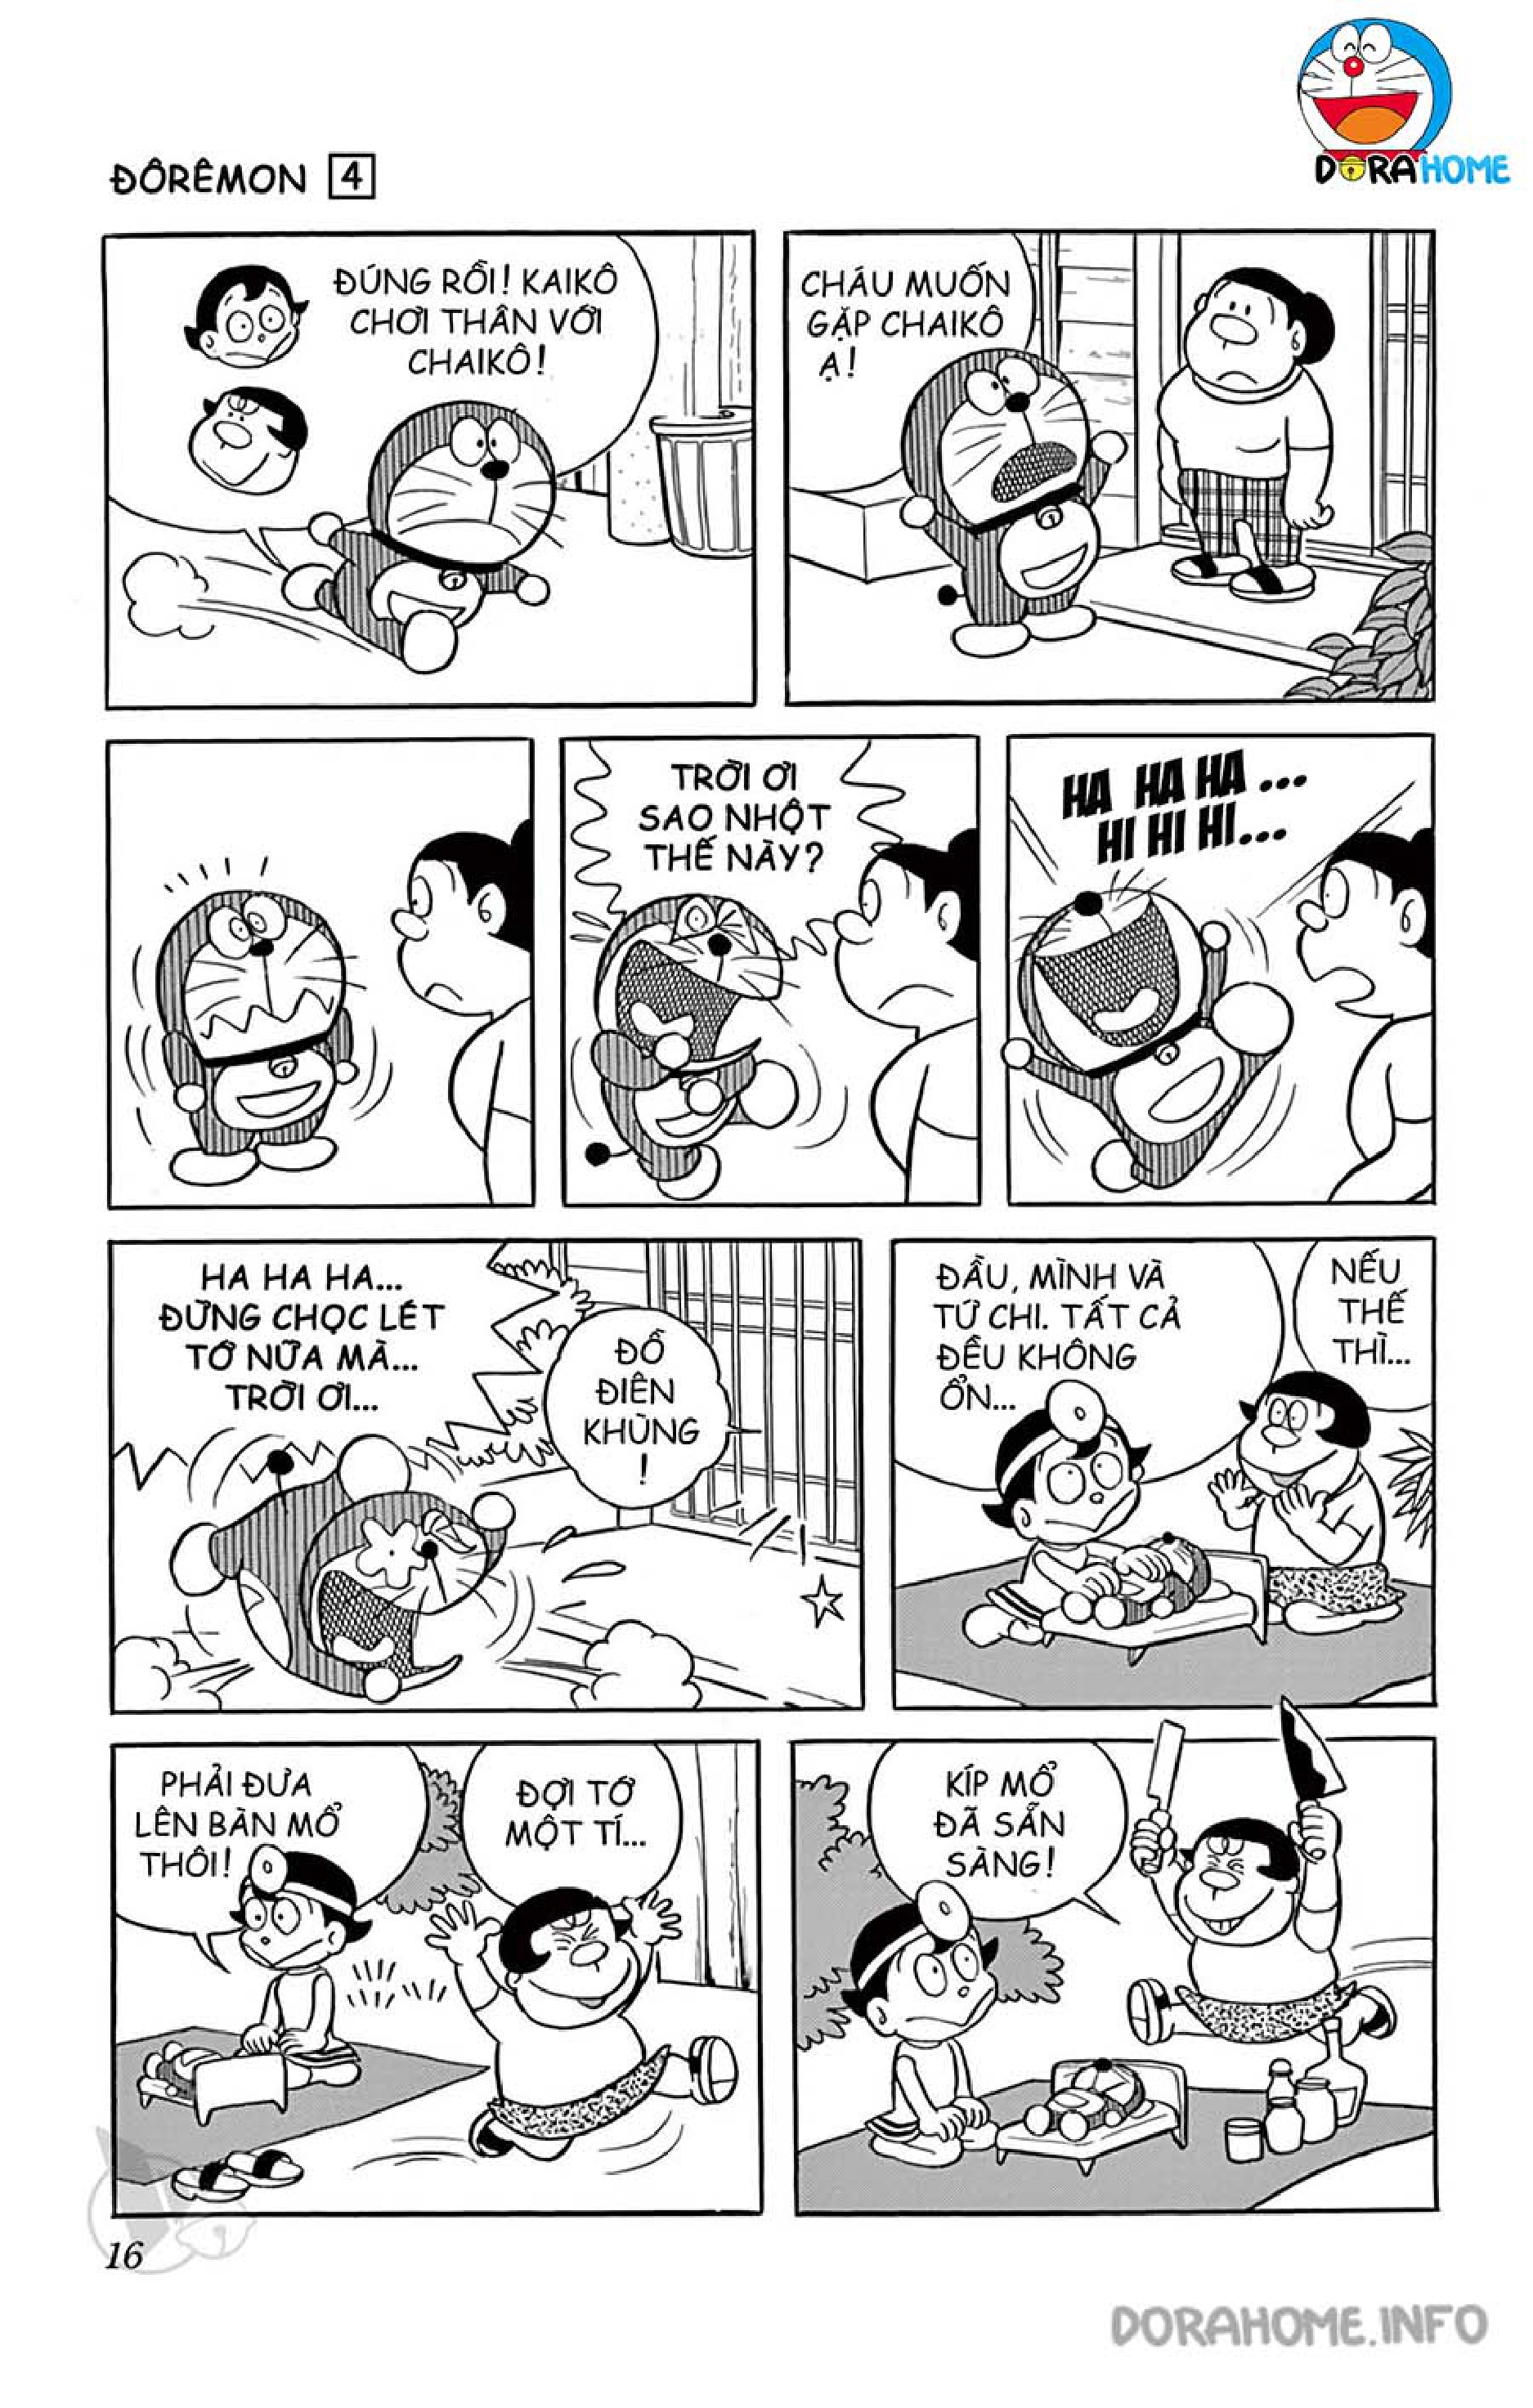 DORAHOME
ĐÔRÊMON 4
ĐÚNG RỒI! KAIKÔ
CHƠI THÂN VỚI
CHAIKÔ!
CHÁU MUỐN
GẶP CHAIKÔ
Ạ!
TRỜI ƠI
SAO NHỘT
THẾ NÀY?
HA HA HA...
HI HI HI...
HA HA HA...
ĐỪNG CHỌC LÉT
TỚ NỮA MÀ...
TRỜI ƠI...
ĐỒ
ĐIÊN
KHÙNG
!
ĐẦU, MÌNH VÀ
TỨ CHI. TẤT CẢ
ĐỀU KHÔNG
ỔN...
NẾU
THẾ
THÌ...
PHẢI ĐƯA
LÊN BÀN MỔ
THÔI!
ĐỢI TỚ
MỘT TÍ...
KÍP MỔ
ĐÃ SẴN
SÀNG!
16
DORAHOME.INFO